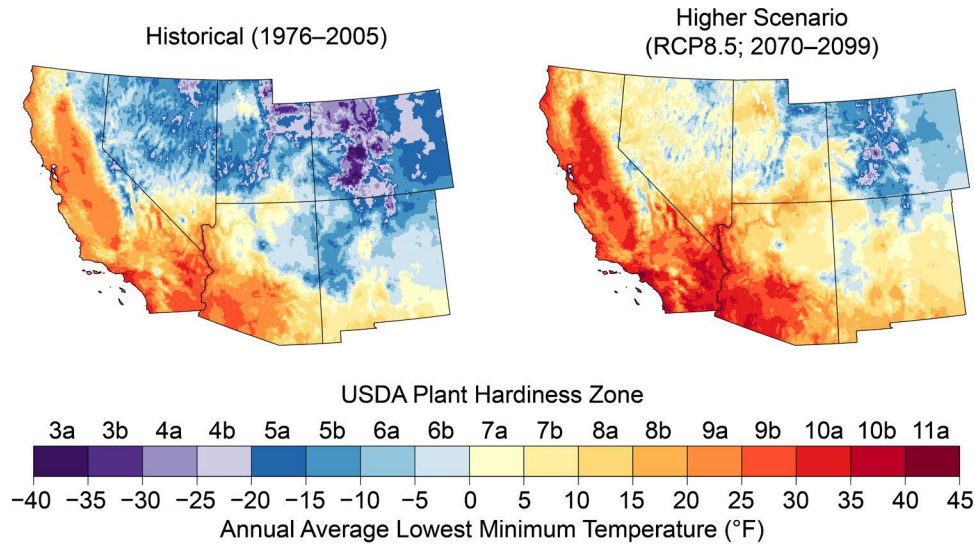 Historical (1976–2005)
Higher Scenario
(RCP8.5; 2070–2099)
USDA Plant Hardiness Zone
3a 3b 4a 4b 5a 5b 6a 6b 7a 7b 8a 8b 9a 9b 10a 10b 11a
−40 −35 −30 −25 −20 −15 −10 −5 0 5 10 15 20 25 30 35 40 45
Annual Average Lowest Minimum Temperature (°F)